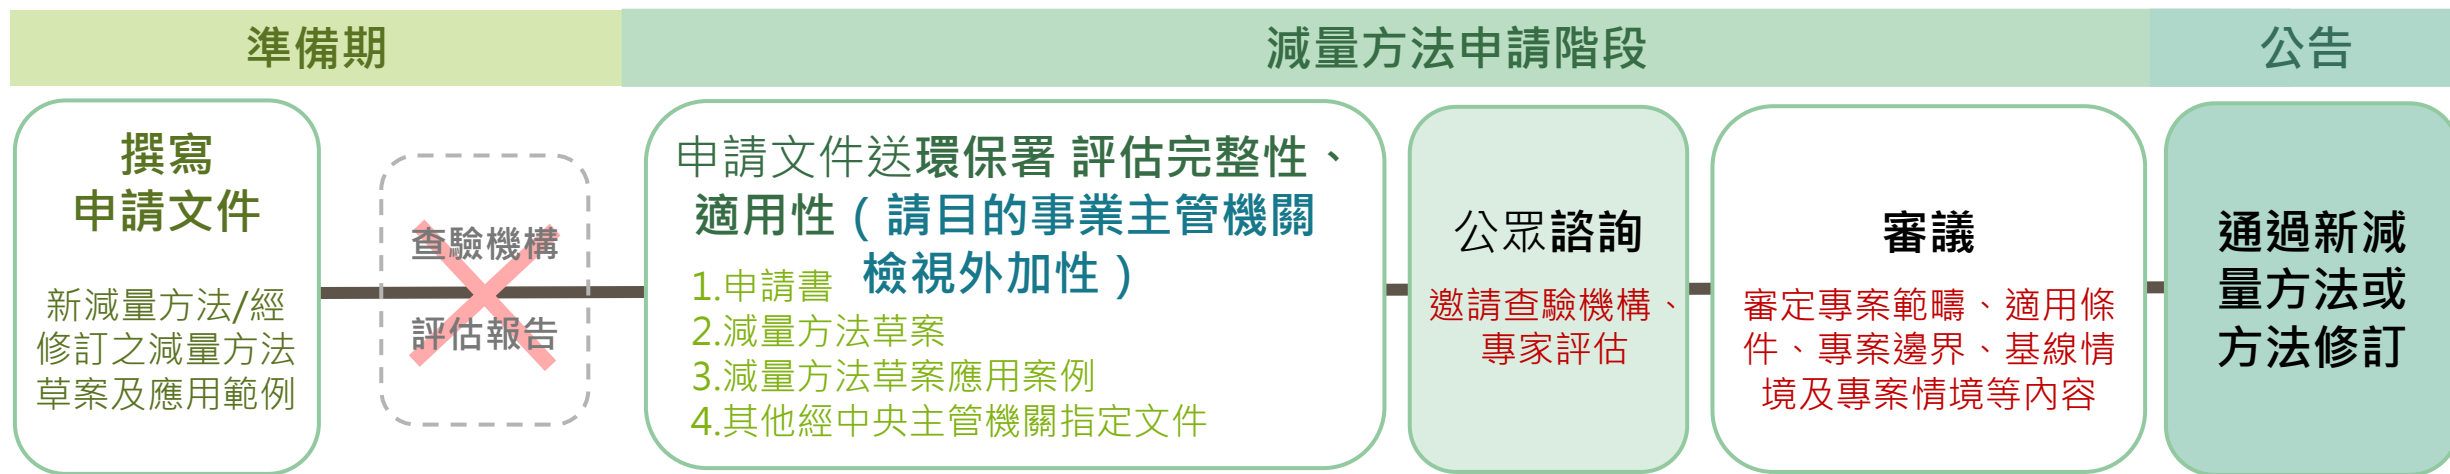 準備期
減量方法申請階段
公告
撰寫
申請文件
新減量方法/經
修訂之減量方法
草案及應用範例
查驗機構
評估報告
申請文件送環保署 評估完整性、
適用性（請目的事業主管機關
檢視外加性）
1.申請書
2.減量方法草案
3.減量方法草案應用案例
4.其他經中央主管機關指定文件
公眾諮詢
邀請查驗機構、
專家評估
審議
審定專案範疇、適用條
件、專案邊界、基線情
境及專案情境等內容
通過新減
量方法或
方法修訂